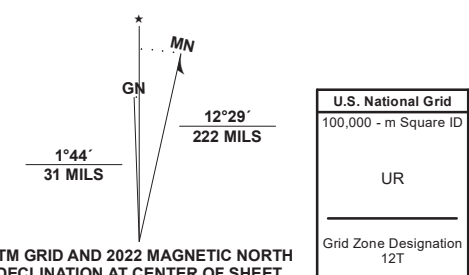 ★
MN
GN
12°29´
222 MILS
1°44´
31 MILS
TM GRID AND 2022 MAGNETIC NORTH
DECLINATION AT CENTER OF SHEET
U.S. National Grid
100,000 - m Square ID
UR
Grid Zone Designation
12T